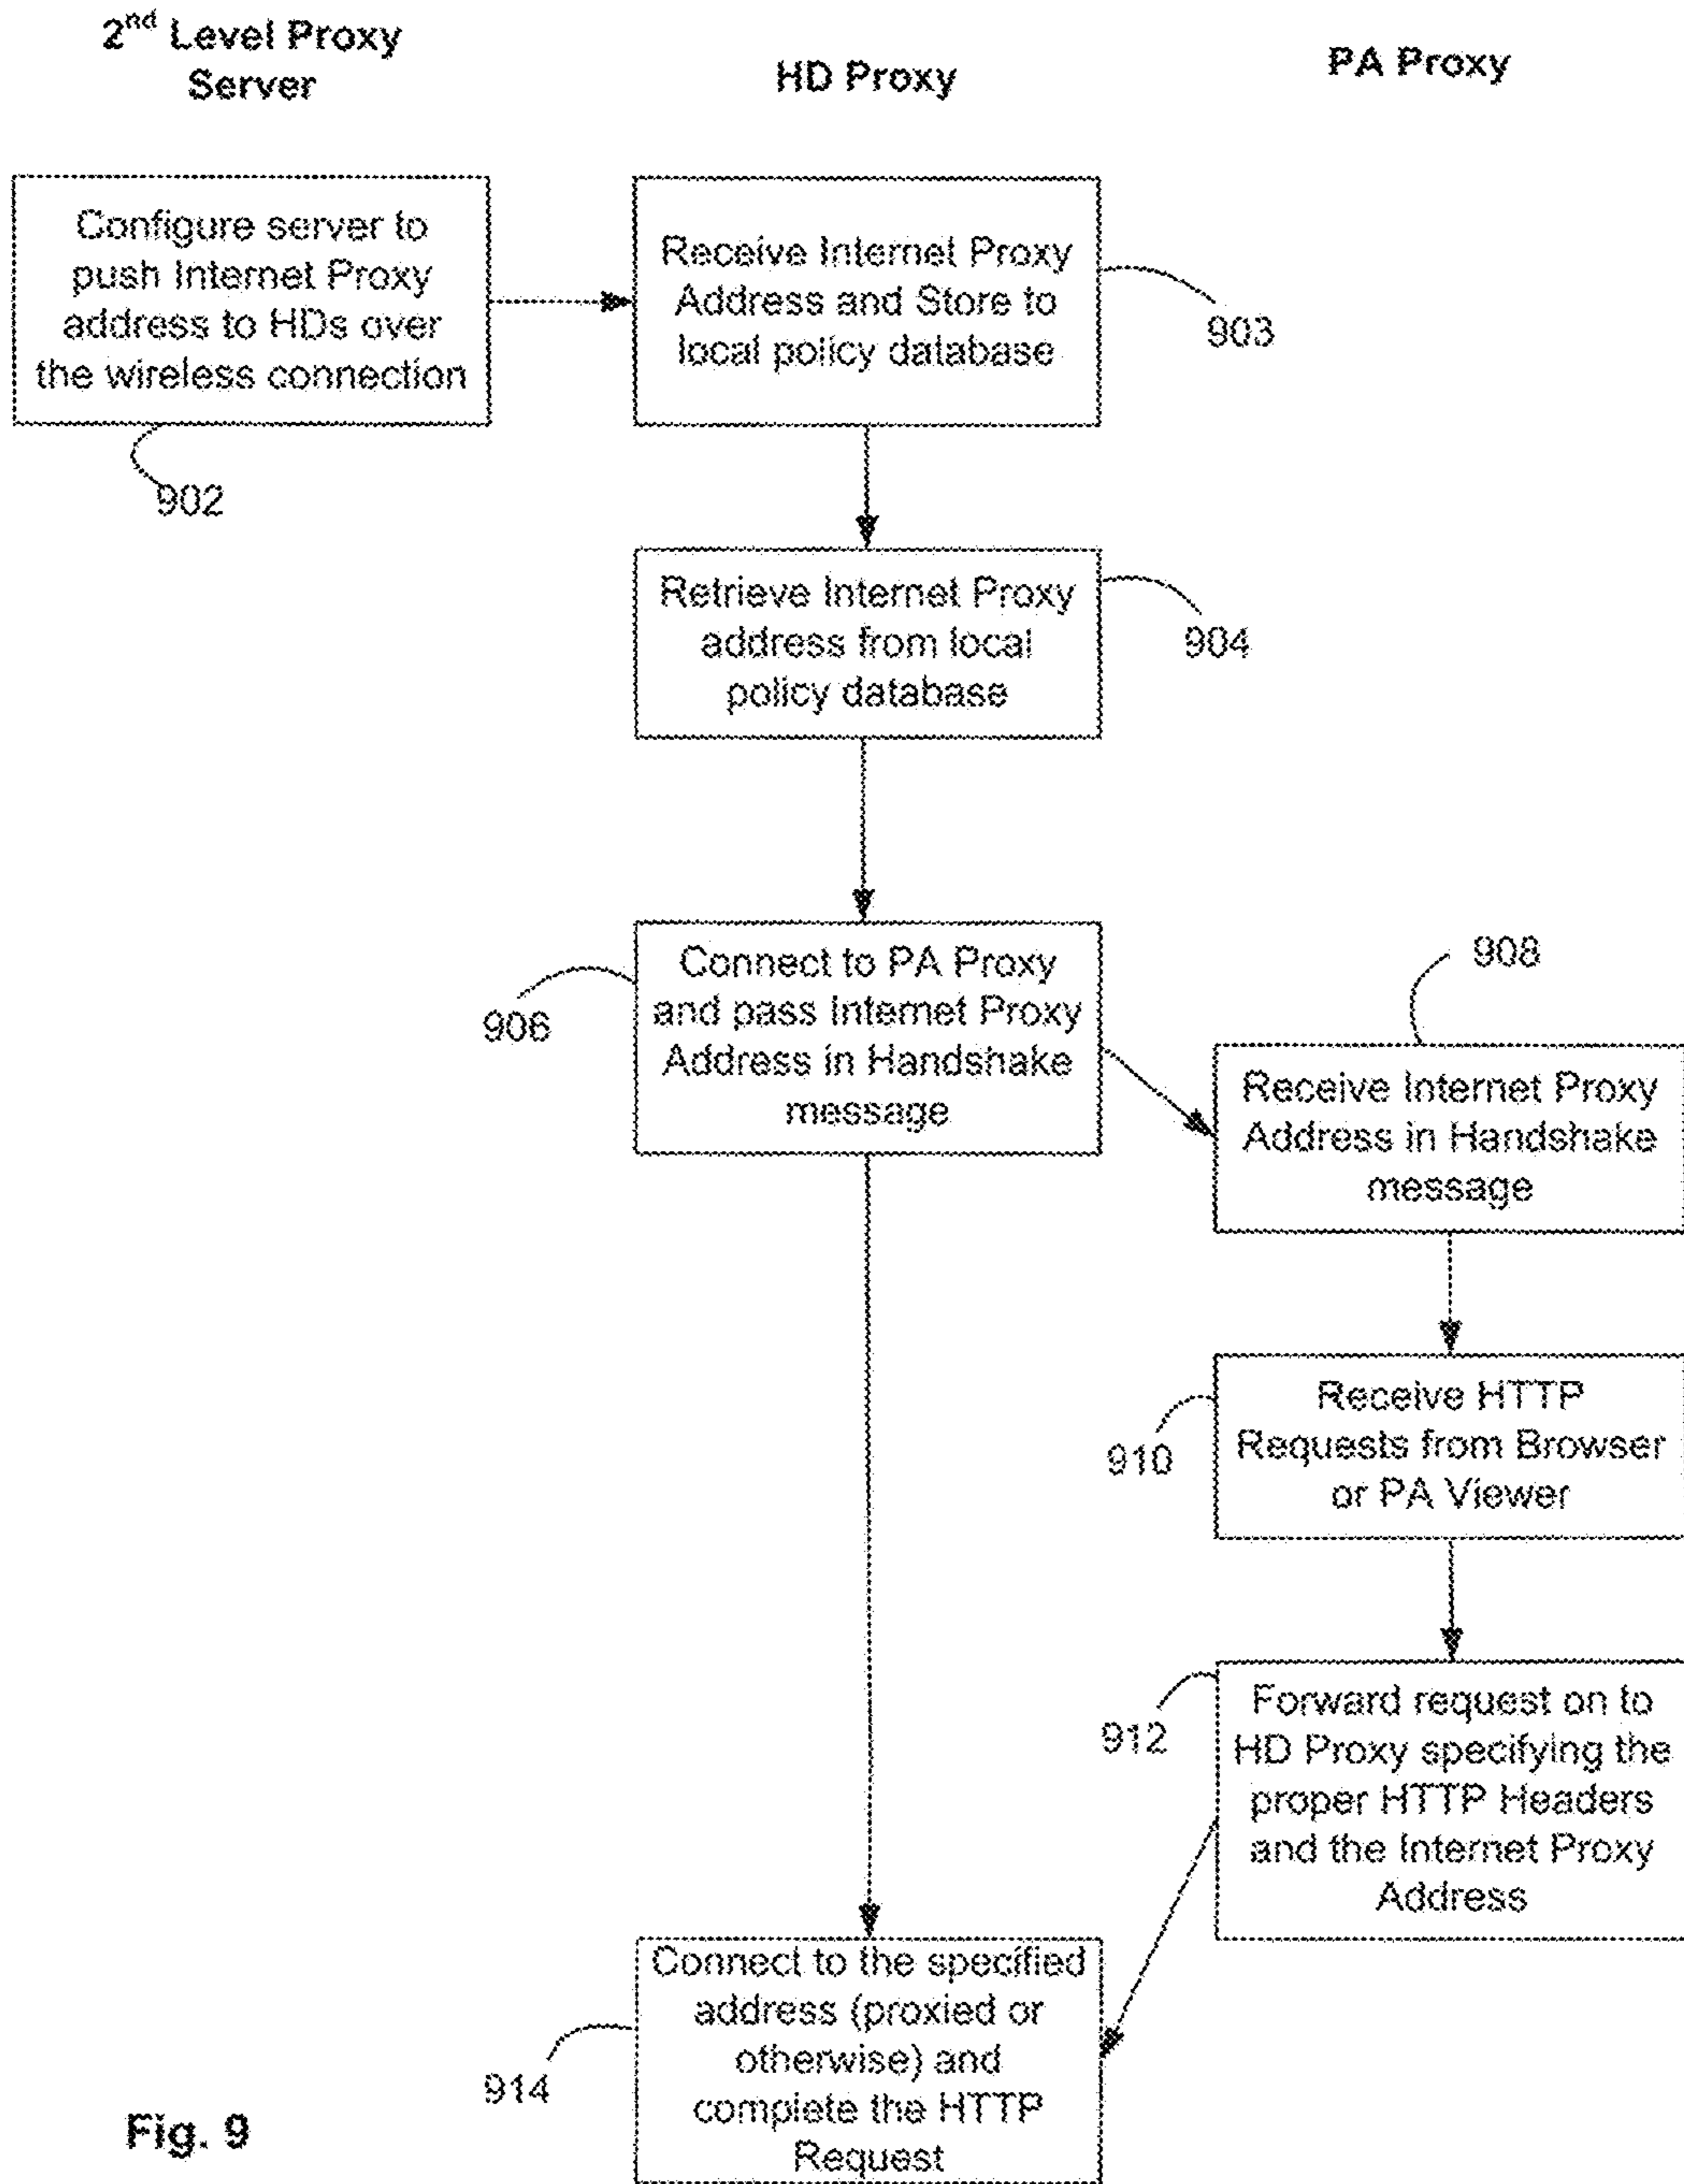 2nd Level Proxy
Server
HD Proxy
PA Proxy
Configure server to
push Internet Proxy
address to HDs over
the wireless connection
902
Receive Internet Proxy
Address and Store to
local policy database
903
Retrieve Internet Proxy
address from local
policy database
904
Connect to PA Proxy
and pass Internet Proxy
Address in Handshake
message
906
908
Receive Internet Proxy
Address in Handshake
message
Receive HTTP
Requests from Browser
or PA Viewer
910
Forward request on to
HD Proxy specifying the
proper HTTP Headers
and the Internet Proxy
Address
912
Connect to the specified
address (proxied or
otherwise) and
complete the HTTP
Request
914
Fig. 9